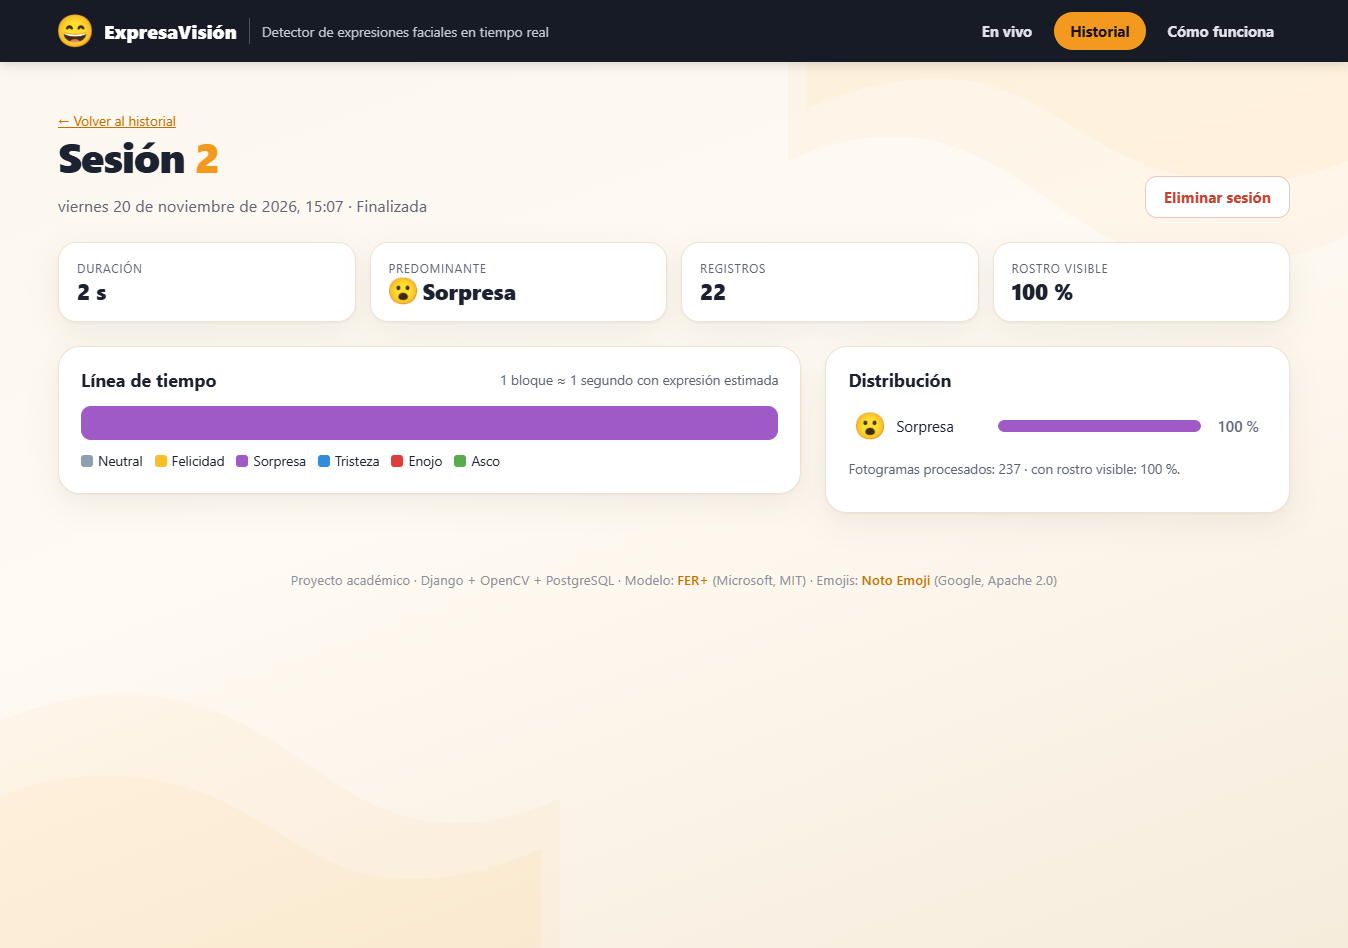 ExpresaVisión
Detector de expresiones faciales en tiempo real
En vivo
Historial
Cómo funciona
← Volver al historial
Sesión 2
viernes 20 de noviembre de 2026, 15:07 · Finalizada
Eliminar sesión
DURACIÓN
2 s
PREDOMINANTE
Sorpresa
REGISTROS
22
ROSTRO VISIBLE
100 %
Línea de tiempo
1 bloque ≈ 1 segundo con expresión estimada
Neutral Felicidad Sorpresa Tristeza Enojo Asco
Distribución
Sorpresa 100 %
Fotogramas procesados: 237 · con rostro visible: 100 %.
Proyecto académico · Django + OpenCV + PostgreSQL · Modelo: FER+ (Microsoft, MIT) · Emojis: Noto Emoji (Google, Apache 2.0)